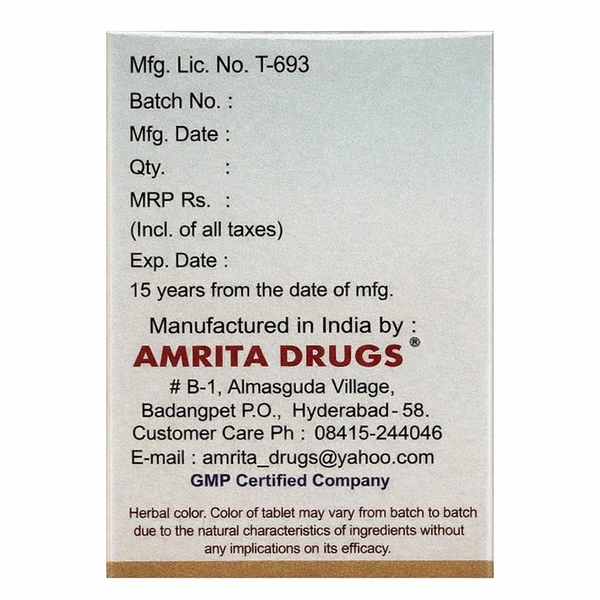 Mfg. Lic. No. T-693
Batch No. :
Mfg. Date :
Qty. :
MRP Rs. :
(Incl. of all taxes)
Exp. Date :
15 years from the date of mfg.
Manufactured in India by :
AMRITA DRUGS ®
# B-1, Almasguda Village,
Badangpet P.O., Hyderabad - 58.
Customer Care Ph : 08415-244046
E-mail : amrita_drugs@yahoo.com
GMP Certified Company
Herbal color. Color of tablet may vary from batch to batch
due to the natural characteristics of ingredients without
any implications on its efficacy.